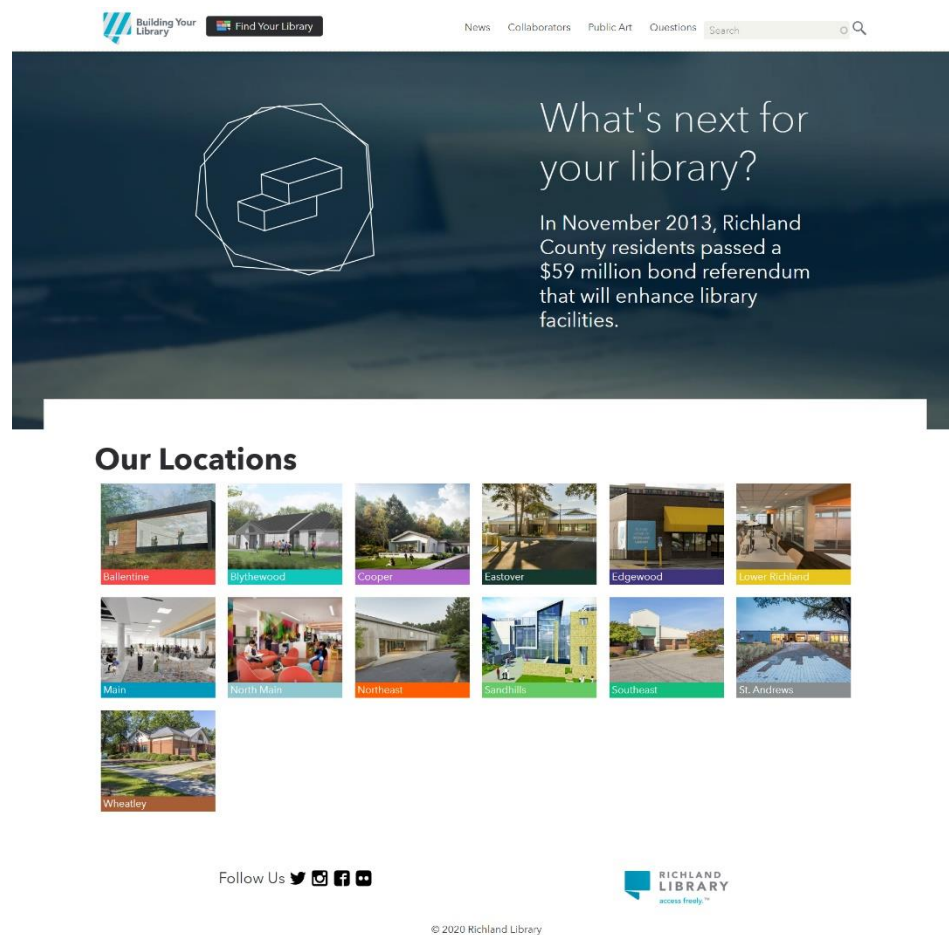 Building Your
Library
Find Your Library
News Collaborators Public Art Questions Search
What's next for
your library?
In November 2013, Richland
County residents passed a
$59 million bond referendum
that will enhance library
facilities.
Our Locations
Ballentine Blythewood Cooper Eastover Edgewood Lower Richland
Main North Main Northeast Sandhills Southeast St. Andrews
Wheatley
Follow Us
RICHLAND
LIBRARY
access freely.™
© 2020 Richland Library